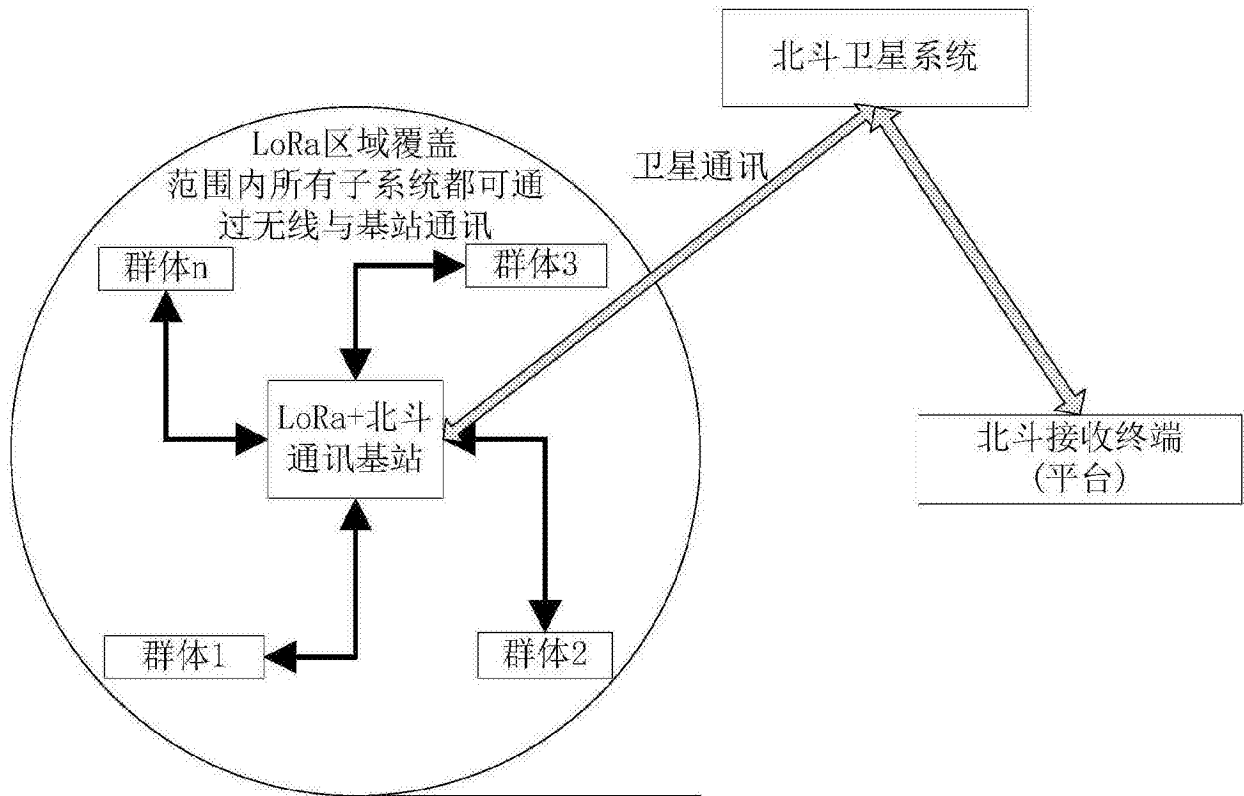 北斗卫星系统
LoRa区域覆盖
范围内所有子系统都可通
过无线与基站通讯
卫星通讯
群体n
群体3
LoRa+北斗
通讯基站
北斗接收终端
(平台)
群体1
群体2